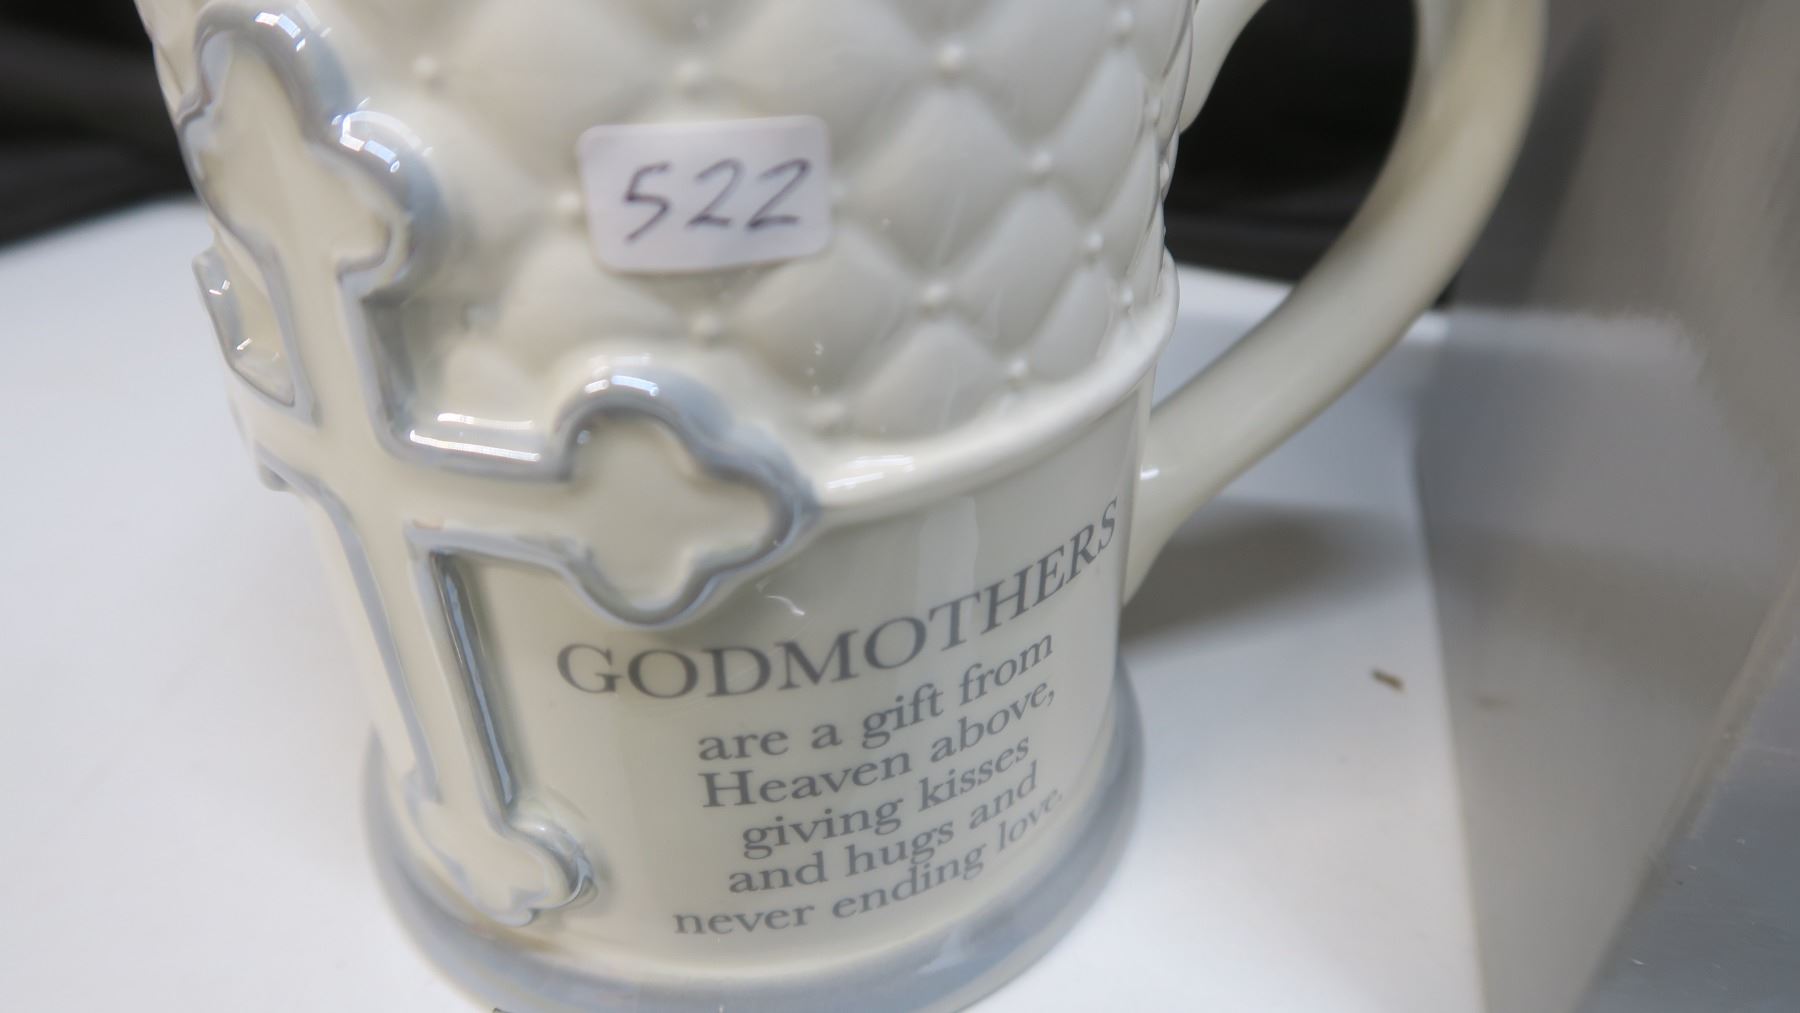 522
GODMOTHERS
are a gift from
Heaven above,
giving kisses
and hugs and
never ending love.